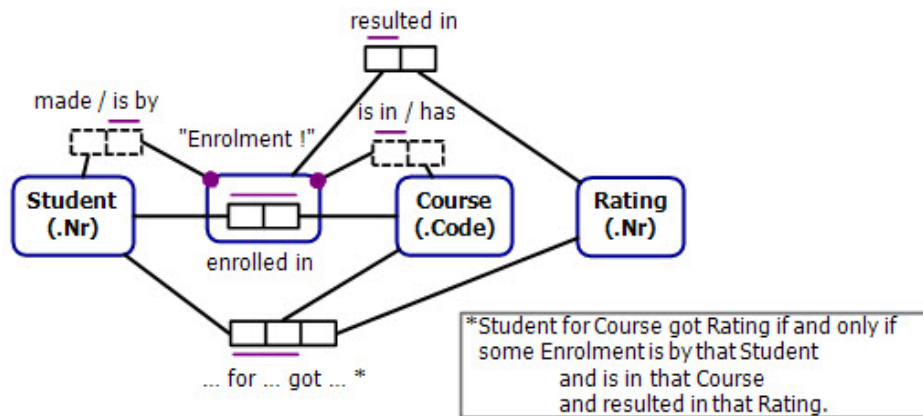 resulted in
made / is by
"Enrolment !"
is in / has
Student
(.Nr)
Course
(.Code)
Rating
(.Nr)
enrolled in
... for ... got ... *
*Student for Course got Rating if and only if
some Enrolment is by that Student
and is in that Course
and resulted in that Rating.